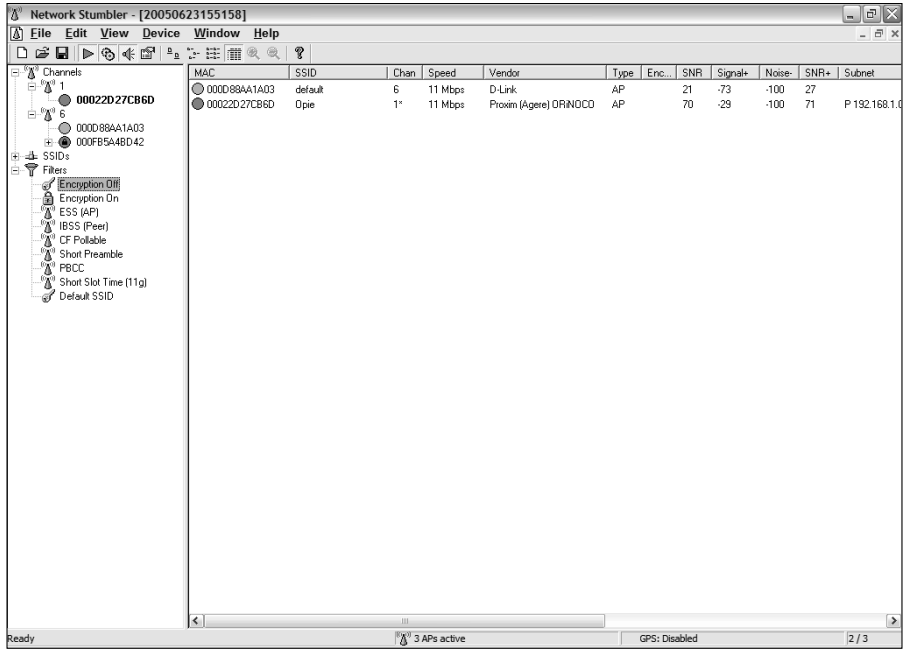 Network Stumbler - [20050623155158]
File Edit View Device Window Help
Channels
1
00022D27CB6D
6
000D88AA1A03
000FB5A4BD42
SSIDs
Filters
Encryption Off
Encryption On
ESS (AP)
IBSS (Peer)
CF Pollable
Short Preamble
PBCC
Short Slot Time (11g)
Default SSID
MAC SSID Chan Speed Vendor Type Enc... SNR Signal+ Noise- SNR+ Subnet
000D88AA1A03 default 6 11 Mbps D-Link AP 21 -73 -100 27
00022D27CB6D Opie 1* 11 Mbps Proxim (Agere) ORiNOCO AP 70 -29 -100 71 P 192.168.1.0
Ready 3 APs active GPS: Disabled 2 / 3